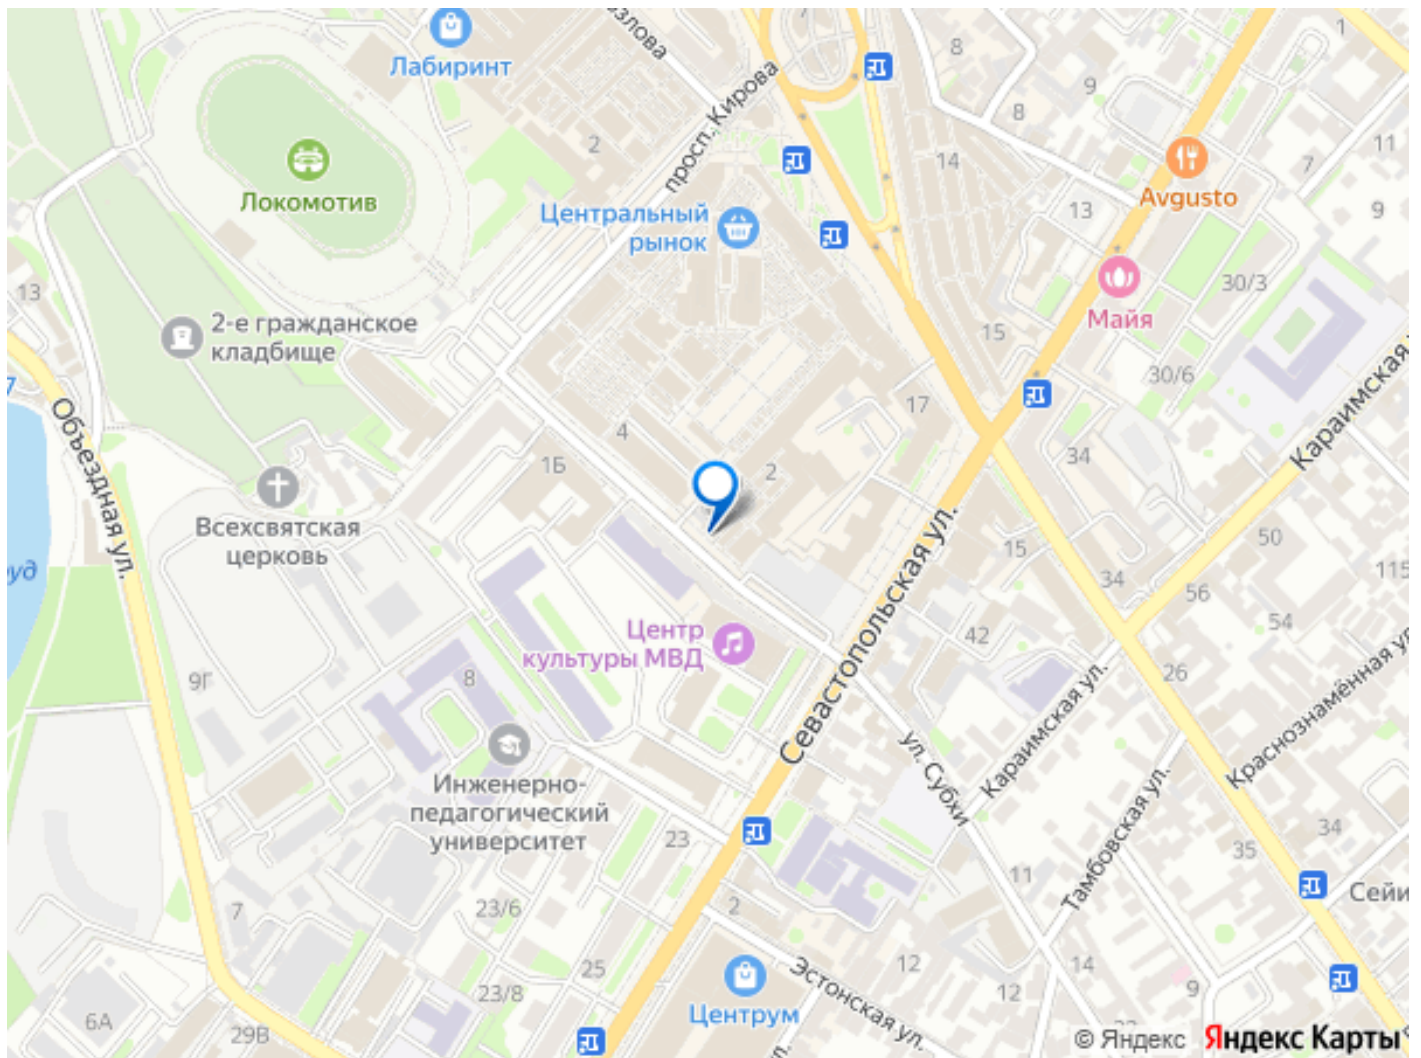 Лабиринт
просп. Кирова
8
1
9
8
2
14
7
11
Локомотив
Avgusto
Центральный
рынок
13
9
13
30/3
2-е гражданское
кладбище
Майя
15
30/6
17
Объездная ул.
4
1Б
2
34
Караимская
Всехсвятская
церковь
Севастопольская ул.
15
50
34
115
56
54
42
Центр
культуры МВД
9Г
8
26
Караимская ул.
Краснознамённая ул.
ул. Субхи
Инженерно-
педагогический
университет
Тамбовская ул.
23
34
35
11
Сейи
7
23/6
2
25
12
14
Эстонская ул.
12
9
23/8
Центрум
6А
29В
© Яндекс Яндекс Карты